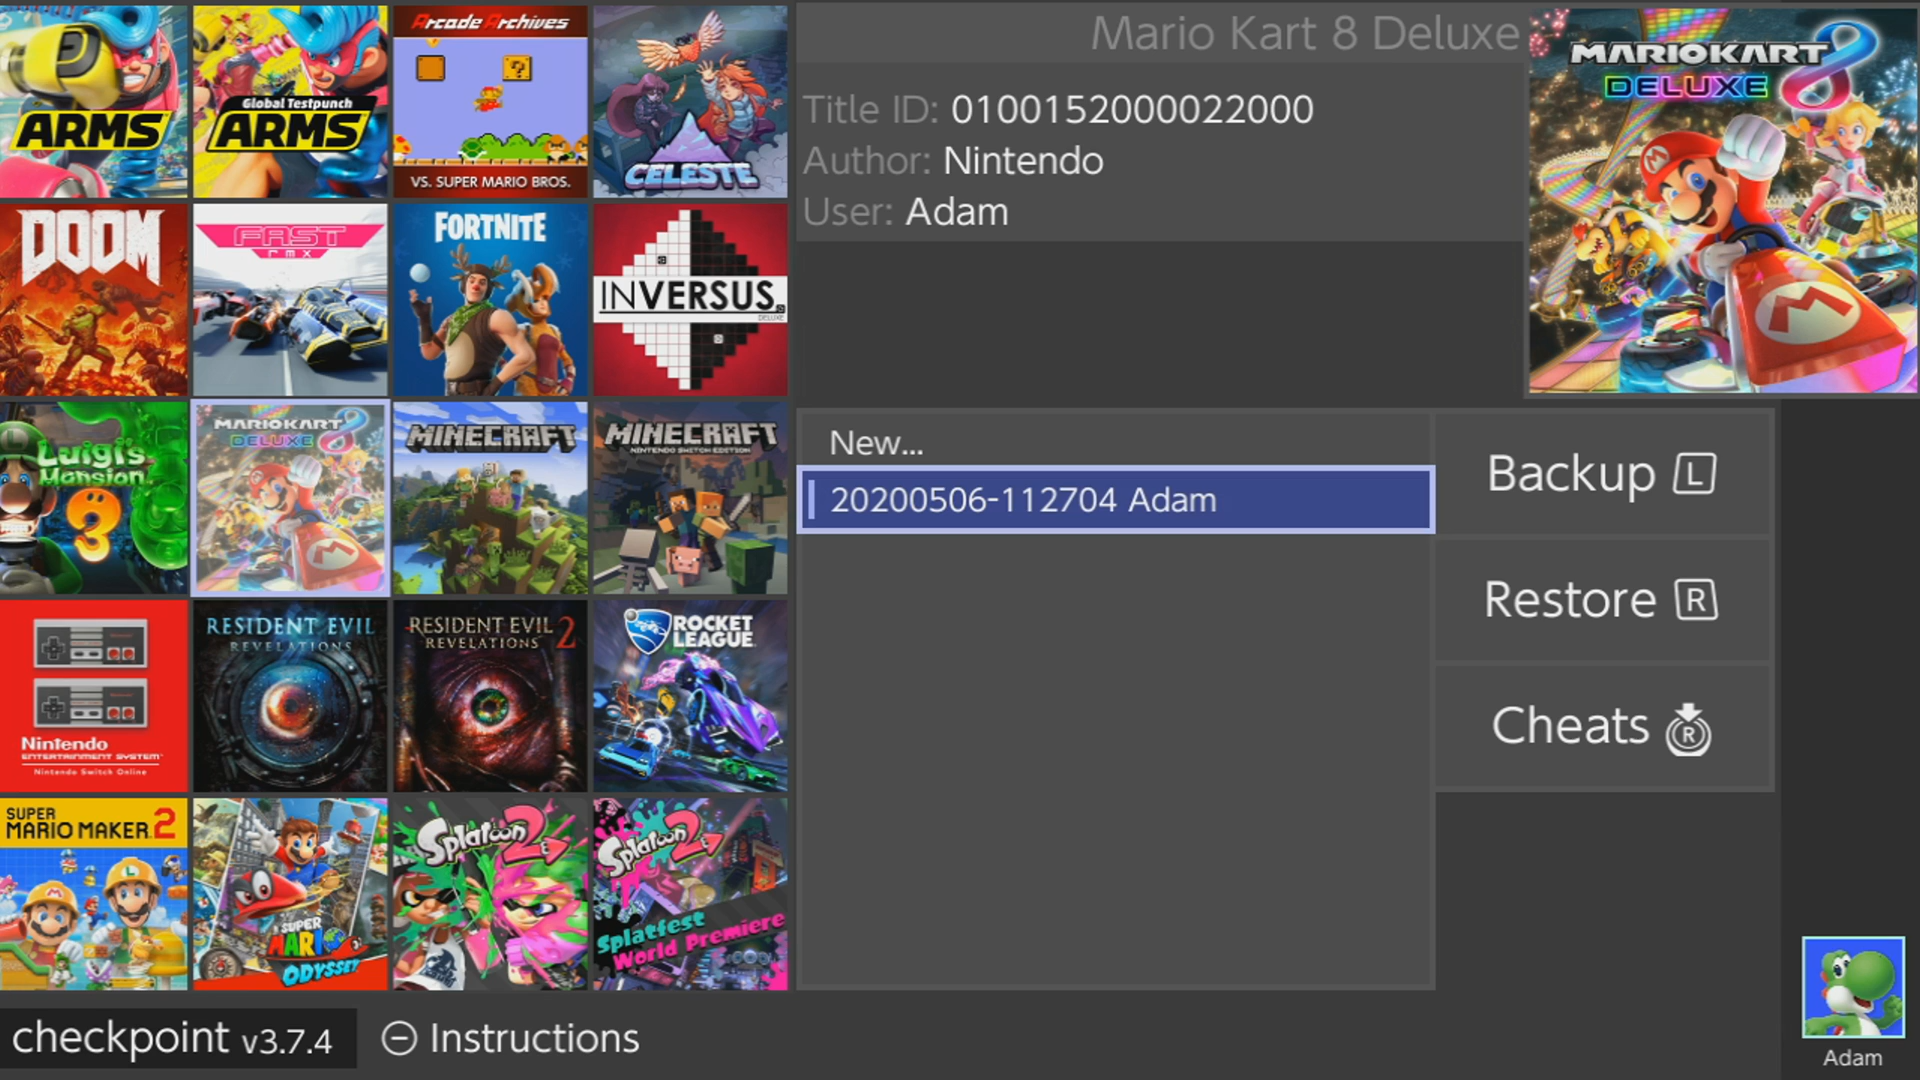 ARMS
Global Testpunch
ARMS
Arcade Archives
VS. SUPER MARIO BROS.
CELESTE
DOOM
FAST
rmx
FORTNITE
INVERSUS
DELUXE
Luigi's
Mansion
3
MARIOKART 8
DELUXE
MINECRAFT
MINECRAFT
NINTENDO SWITCH EDITION
Nintendo
ENTERTAINMENT SYSTEM™
Nintendo Switch Online
RESIDENT EVIL
REVELATIONS
RESIDENT EVIL
REVELATIONS 2
ROCKET
LEAGUE
SUPER
MARIO MAKER 2
SUPER
MARIO
ODYSSEY
Splatoon 2
Splatoon 2
Splatfest
World Premiere
Mario Kart 8 Deluxe
Title ID: 0100152000022000
Author: Nintendo
User: Adam
MARIOKART 8
DELUXE
New...
20200506-112704 Adam
Backup L
Restore R
Cheats R
checkpoint v3.7.4
Instructions
Adam